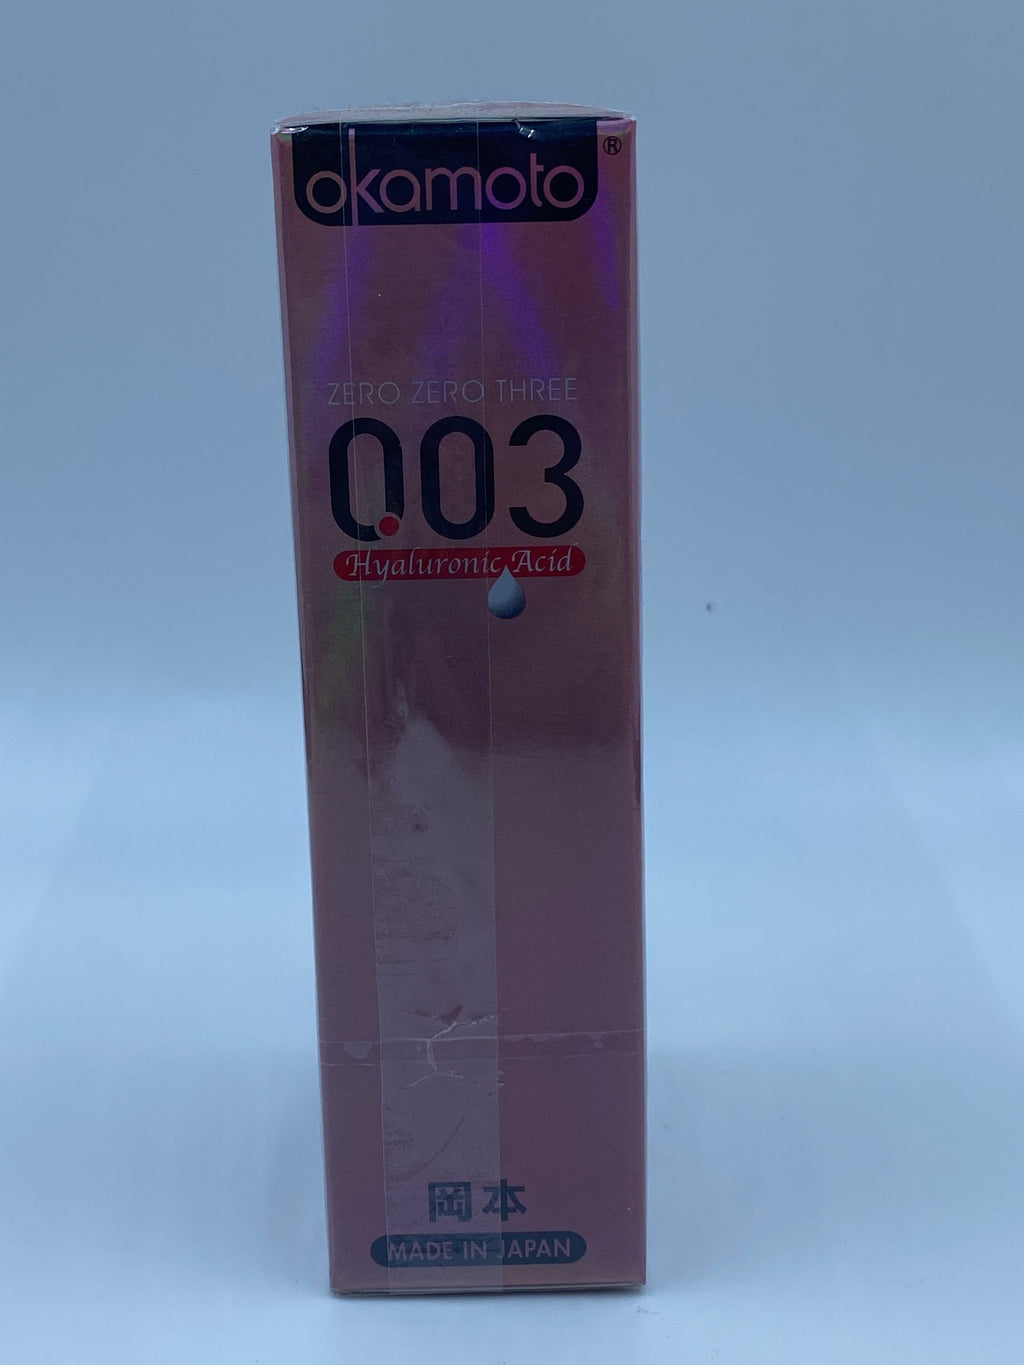 okamoto®
ZERO ZERO THREE
0.03
Hyaluronic Acid
岡本
MADE IN JAPAN